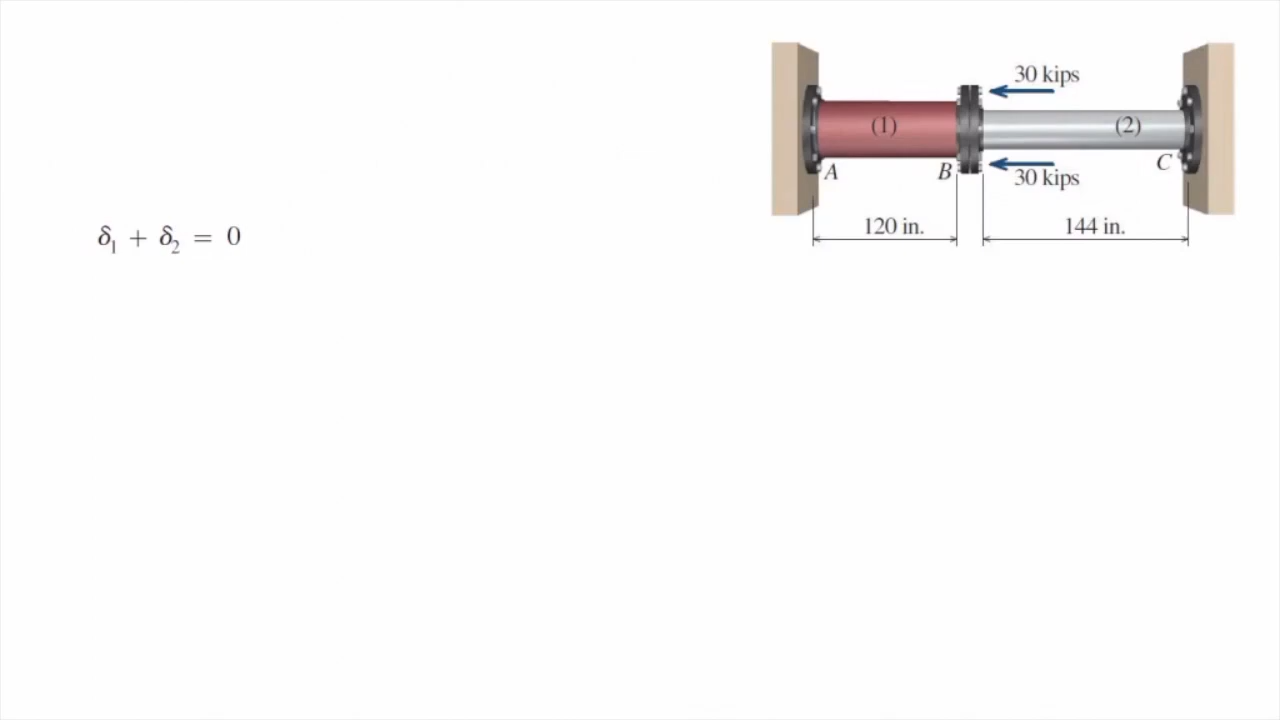 30 kips
(1)
(2)
A
B
C
30 kips
120 in.
144 in.
δ₁ + δ₂ = 0